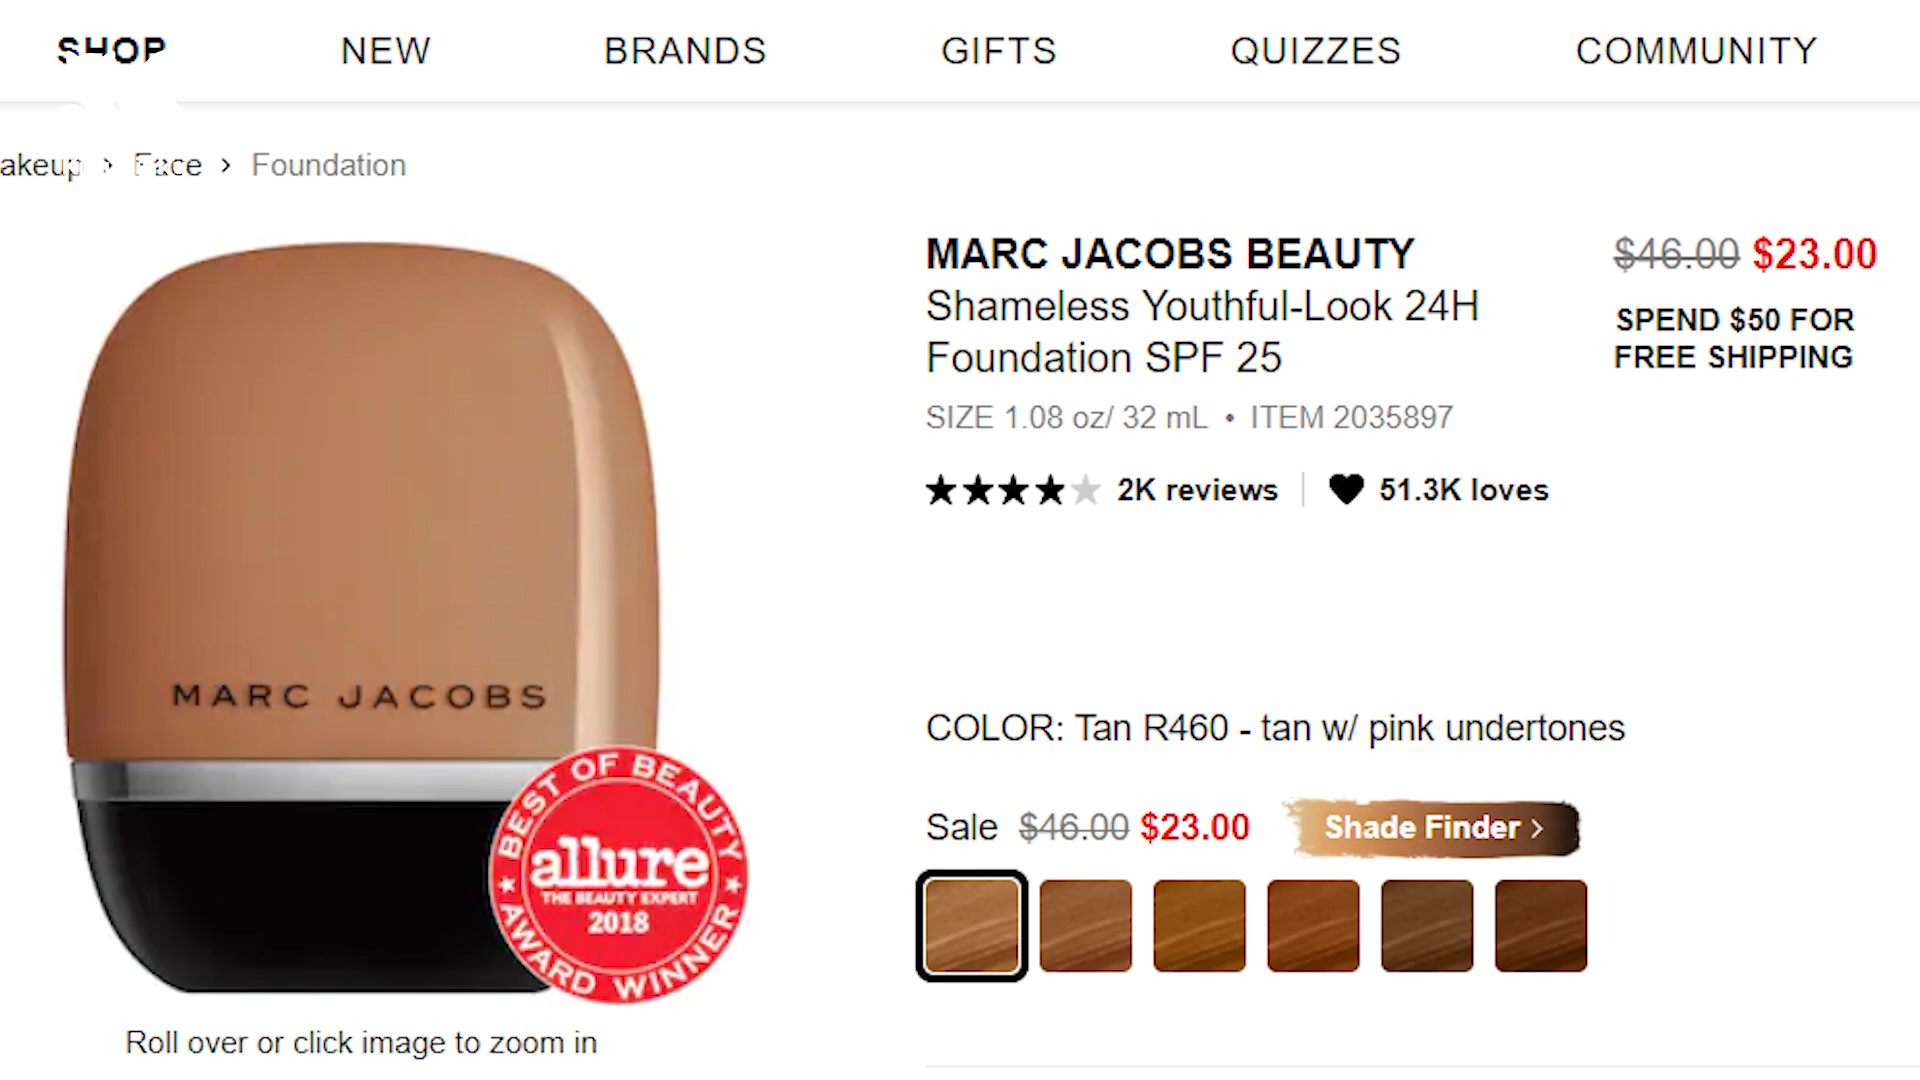 SHOP NEW BRANDS GIFTS QUIZZES COMMUNITY
akeup > Face > Foundation
MARC JACOBS BEAUTY
Shameless Youthful-Look 24H
Foundation SPF 25
SIZE 1.08 oz/ 32 mL • ITEM 2035897
2K reviews 51.3K loves
$46.00 $23.00
SPEND $50 FOR
FREE SHIPPING
MARC JACOBS
COLOR: Tan R460 - tan w/ pink undertones
Sale $46.00 $23.00 Shade Finder >
BEST OF BEAUTY
allure
THE BEAUTY EXPERT
2018
AWARD WINNER
Roll over or click image to zoom in